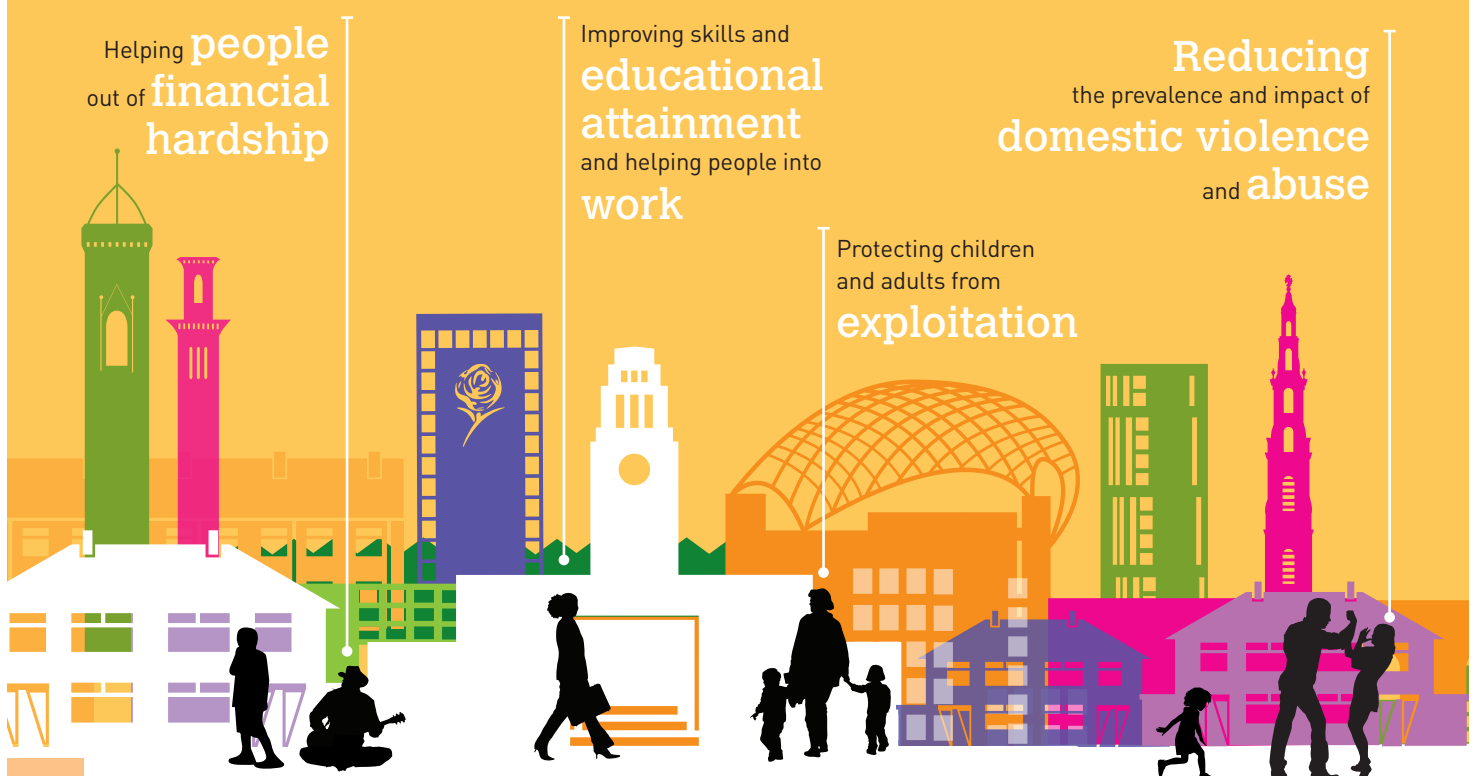 Helping people
out of financial
hardship
Improving skills and
educational
attainment
and helping people into
work
Protecting children
and adults from
exploitation
Reducing
the prevalence and impact of
domestic violence
and abuse